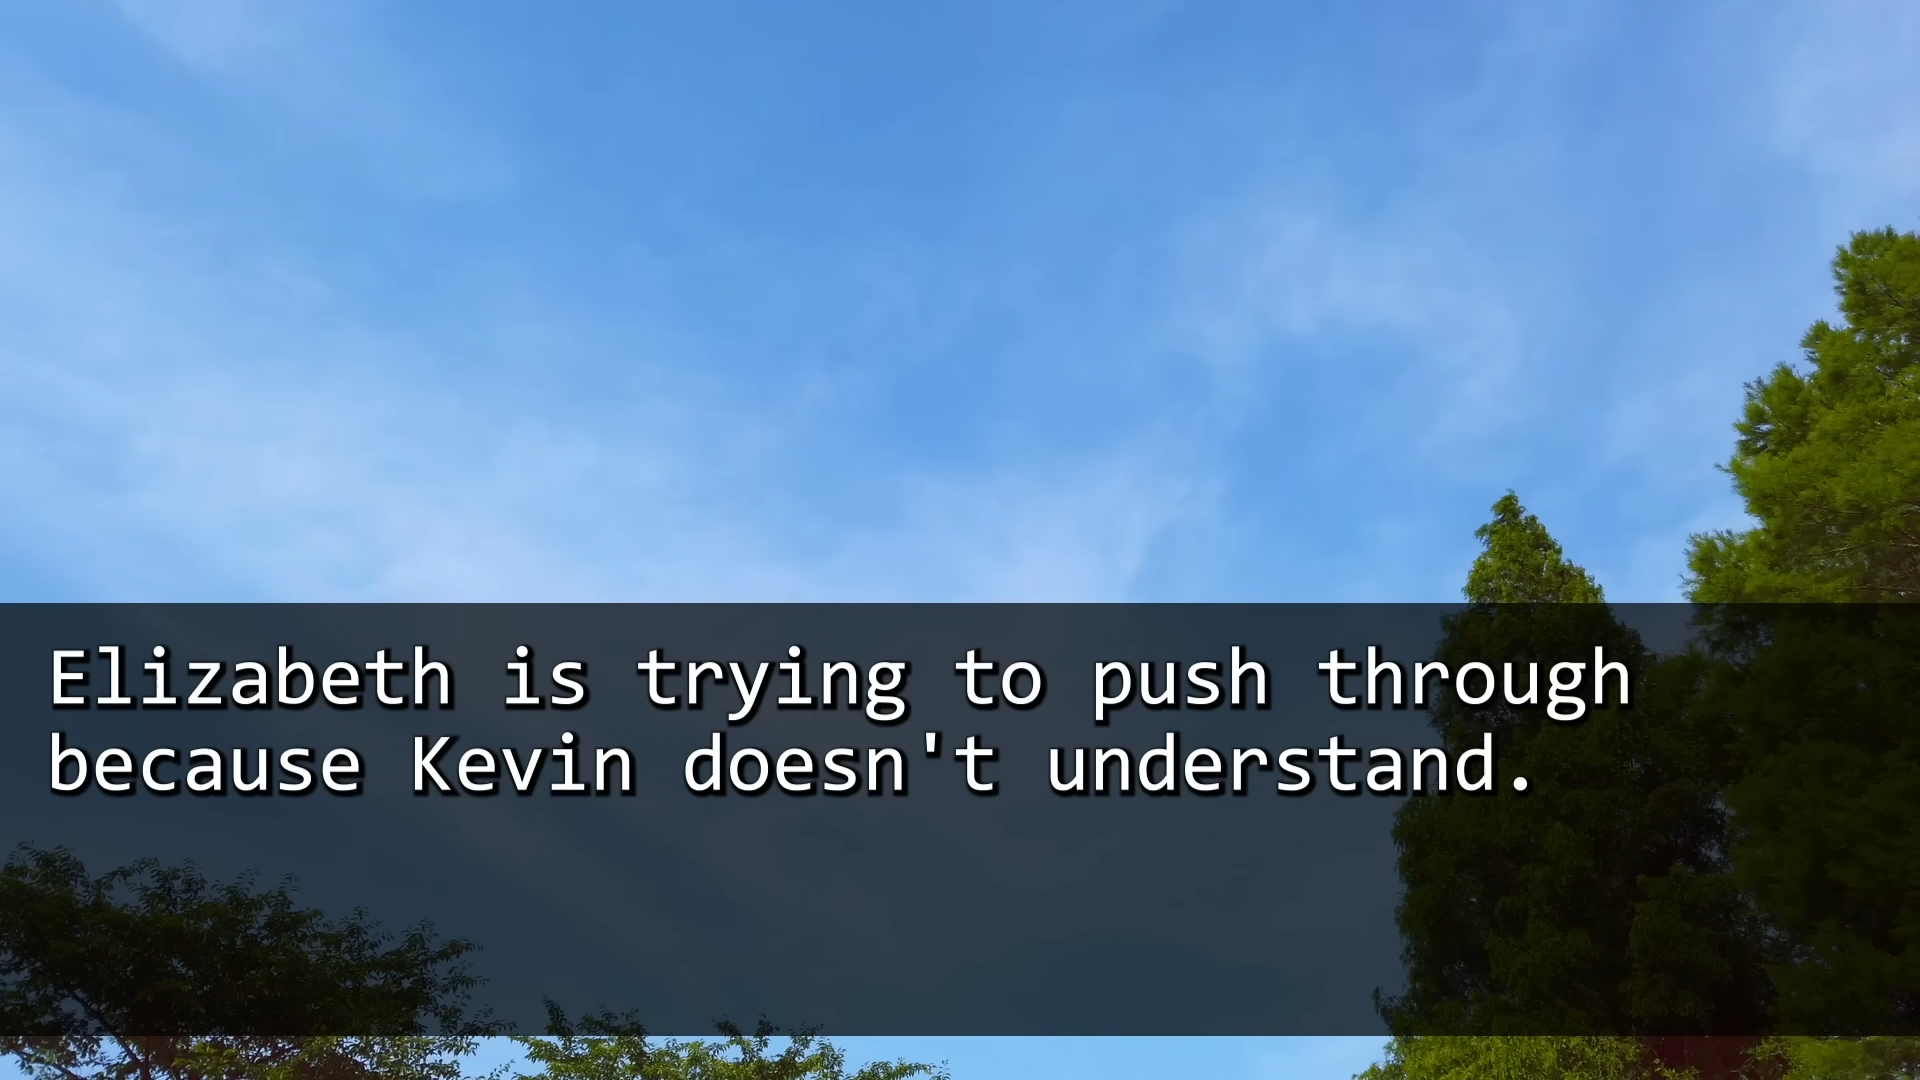 Elizabeth is trying to push through
because Kevin doesn't understand.